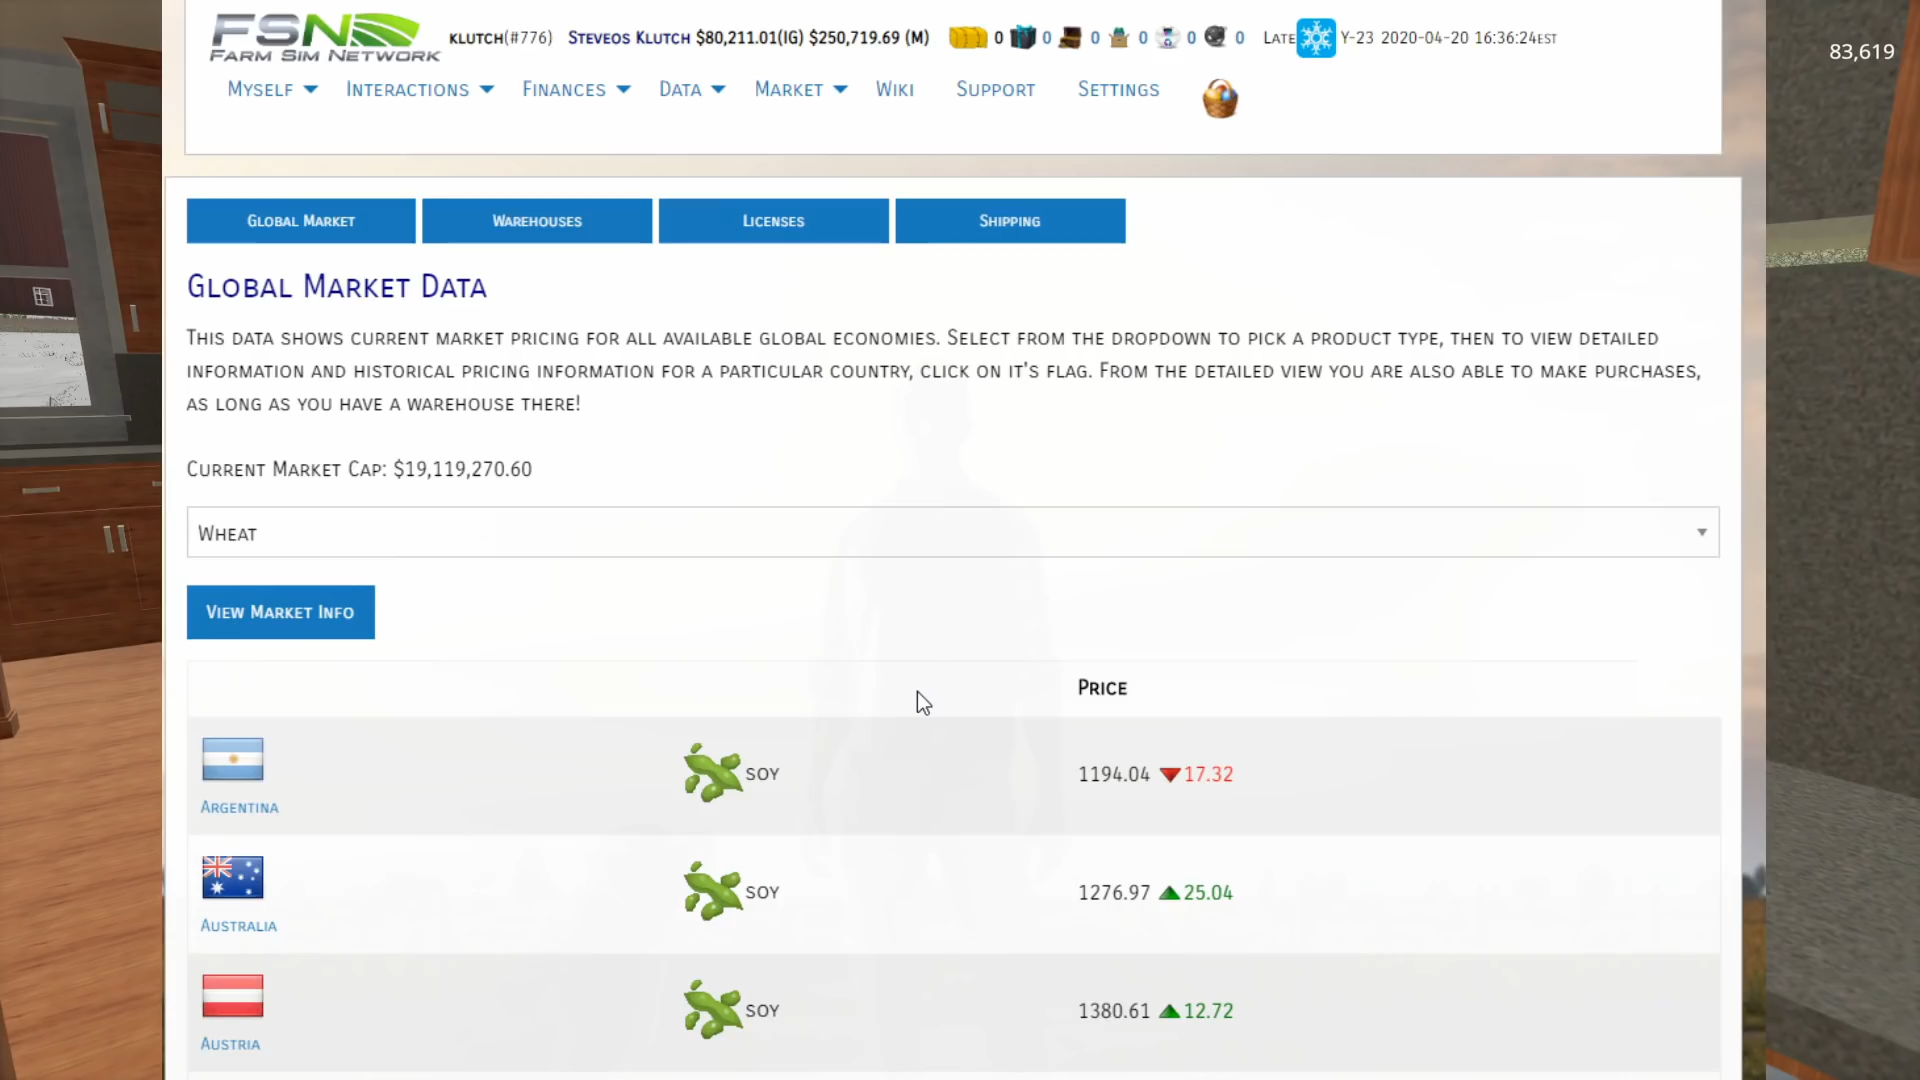 FSN
FARM SIM NETWORK
KLUTCH(#776) STEVEOS KLUTCH $80,211.01(IG) $250,719.69 (M) 0 0 0 0 0 0 LATE Y-23 2020-04-20 16:36:24EST
83,619
MYSELF INTERACTIONS FINANCES DATA MARKET WIKI SUPPORT SETTINGS
GLOBAL MARKET WAREHOUSES LICENSES SHIPPING
GLOBAL MARKET DATA
THIS DATA SHOWS CURRENT MARKET PRICING FOR ALL AVAILABLE GLOBAL ECONOMIES. SELECT FROM THE DROPDOWN TO PICK A PRODUCT TYPE, THEN TO VIEW DETAILED
INFORMATION AND HISTORICAL PRICING INFORMATION FOR A PARTICULAR COUNTRY, CLICK ON IT'S FLAG. FROM THE DETAILED VIEW YOU ARE ALSO ABLE TO MAKE PURCHASES,
AS LONG AS YOU HAVE A WAREHOUSE THERE!
CURRENT MARKET CAP: $19,119,270.60
WHEAT
VIEW MARKET INFO
PRICE
ARGENTINA SOY 1194.04 17.32
AUSTRALIA SOY 1276.97 25.04
AUSTRIA SOY 1380.61 12.72